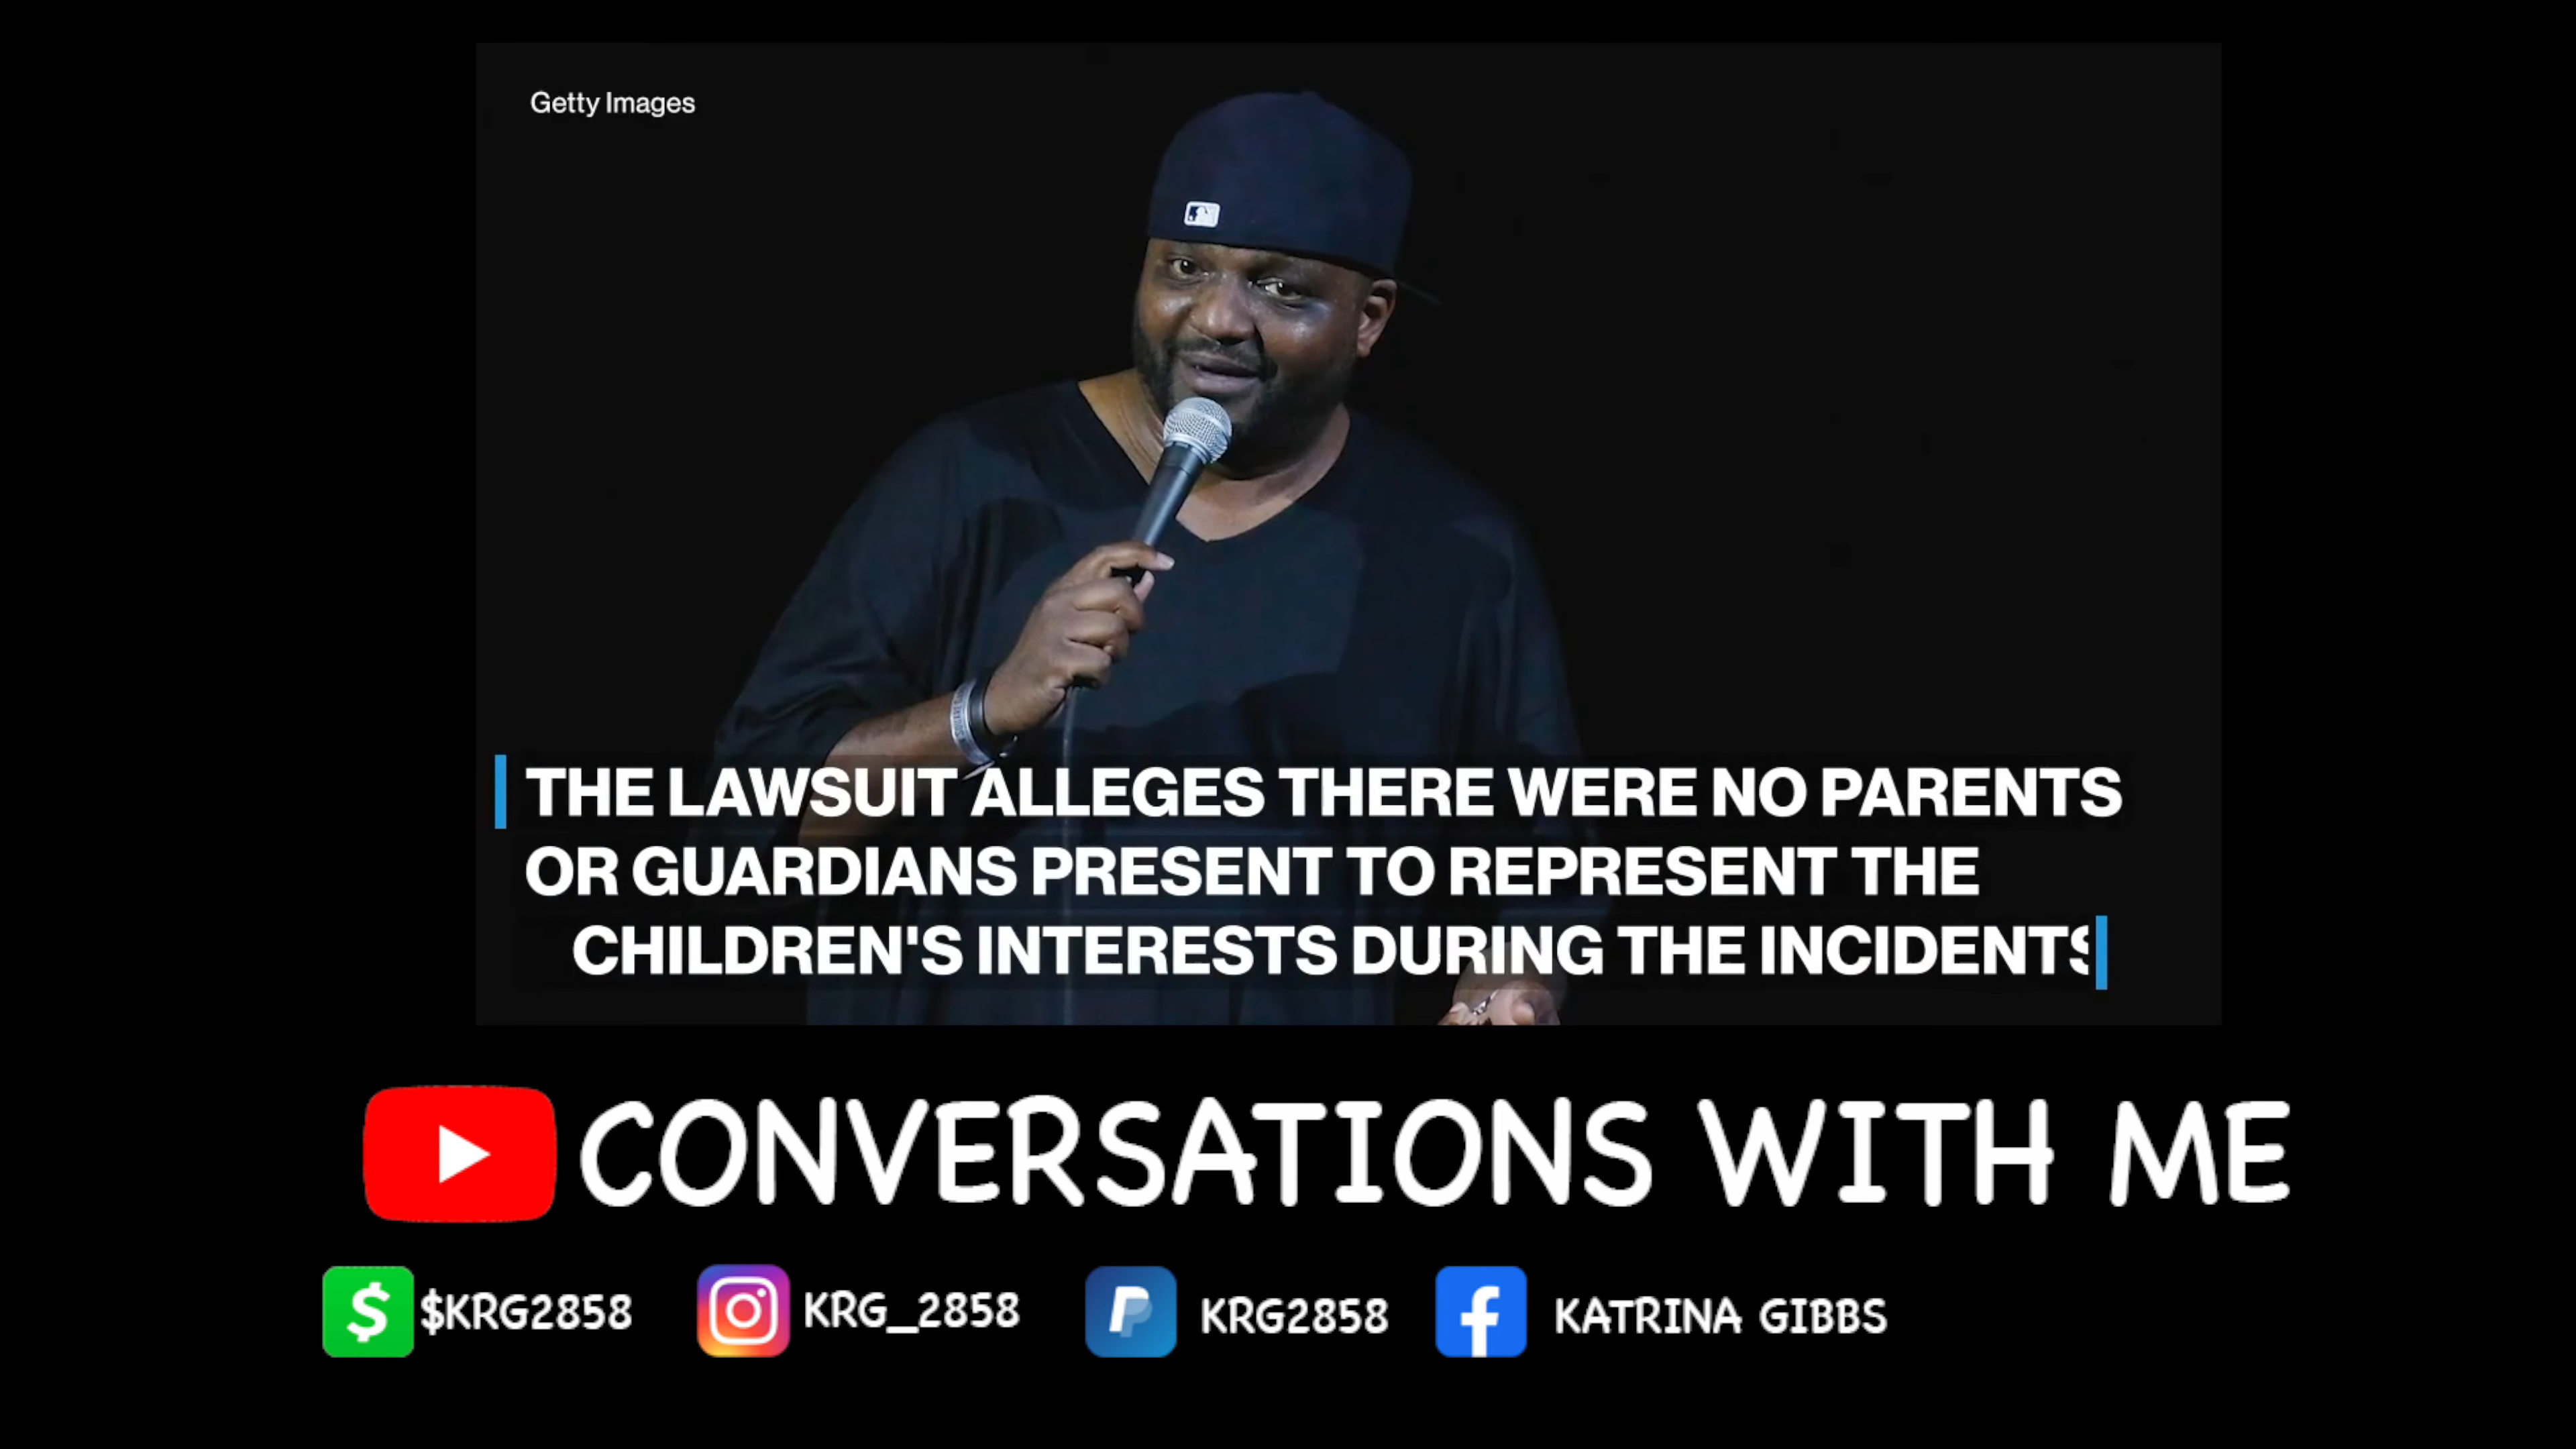 Getty Images
THE LAWSUIT ALLEGES THERE WERE NO PARENTS
OR GUARDIANS PRESENT TO REPRESENT THE
CHILDREN'S INTERESTS DURING THE INCIDENTS
CONVERSATIONS WITH ME
$KRG2858 KRG_2858 KRG2858 KATRINA GIBBS